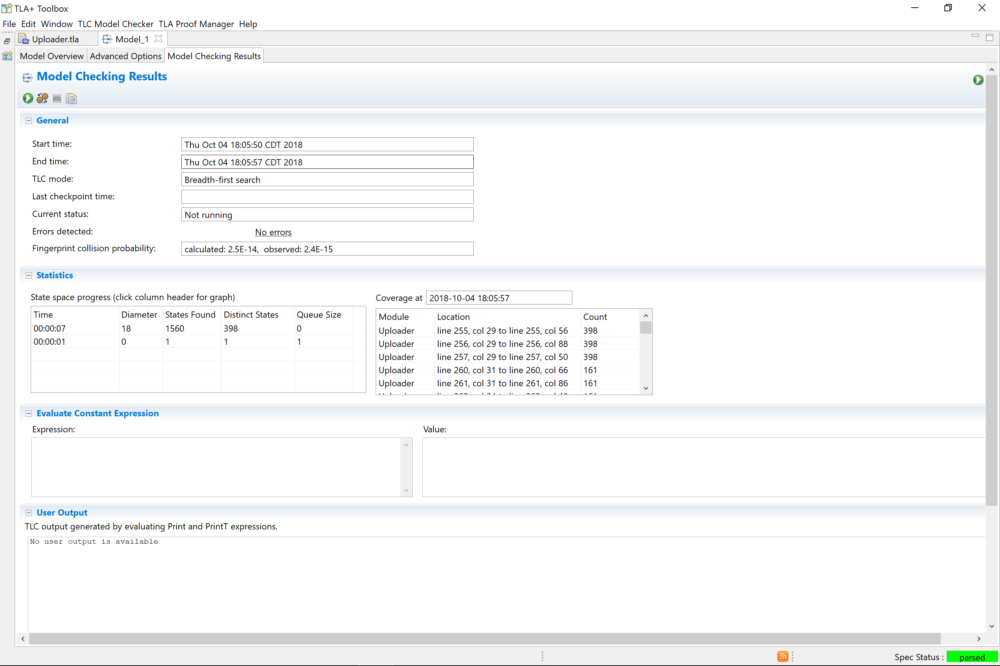 TLA+ Toolbox
File Edit Window TLC Model Checker TLA Proof Manager Help
Uploader.tla Model_1
Model Overview Advanced Options Model Checking Results
Model Checking Results
General
Start time: Thu Oct 04 18:05:50 CDT 2018
End time: Thu Oct 04 18:05:57 CDT 2018
TLC mode: Breadth-first search
Last checkpoint time:
Current status: Not running
Errors detected: No errors
Fingerprint collision probability: calculated: 2.5E-14, observed: 2.4E-15
Statistics
State space progress (click column header for graph)
Time Diameter States Found Distinct States Queue Size
00:00:07 18 1560 398 0
00:00:01 0 1 1 1
Coverage at 2018-10-04 18:05:57
Module Location Count
Uploader line 255, col 29 to line 255, col 56 398
Uploader line 256, col 29 to line 256, col 88 398
Uploader line 257, col 29 to line 257, col 50 398
Uploader line 260, col 31 to line 260, col 66 161
Uploader line 261, col 31 to line 261, col 86 161
Evaluate Constant Expression
Expression: Value:
User Output
TLC output generated by evaluating Print and PrintT expressions.
No user output is available
Spec Status : parsed